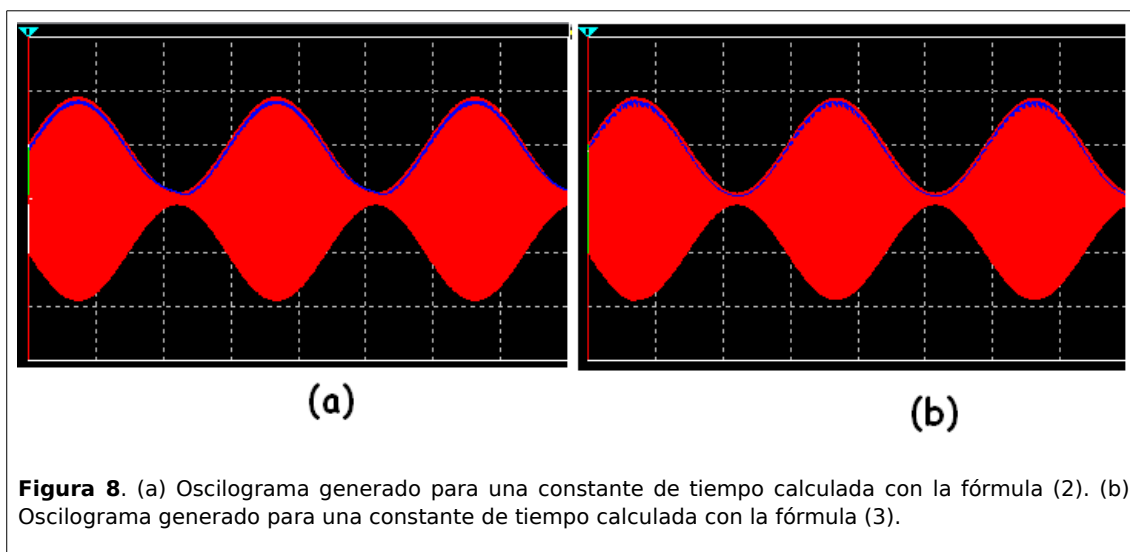 (a)
(b)
Figura 8. (a) Oscilograma generado para una constante de tiempo calculada con la fórmula (2). (b)
Oscilograma generado para una constante de tiempo calculada con la fórmula (3).